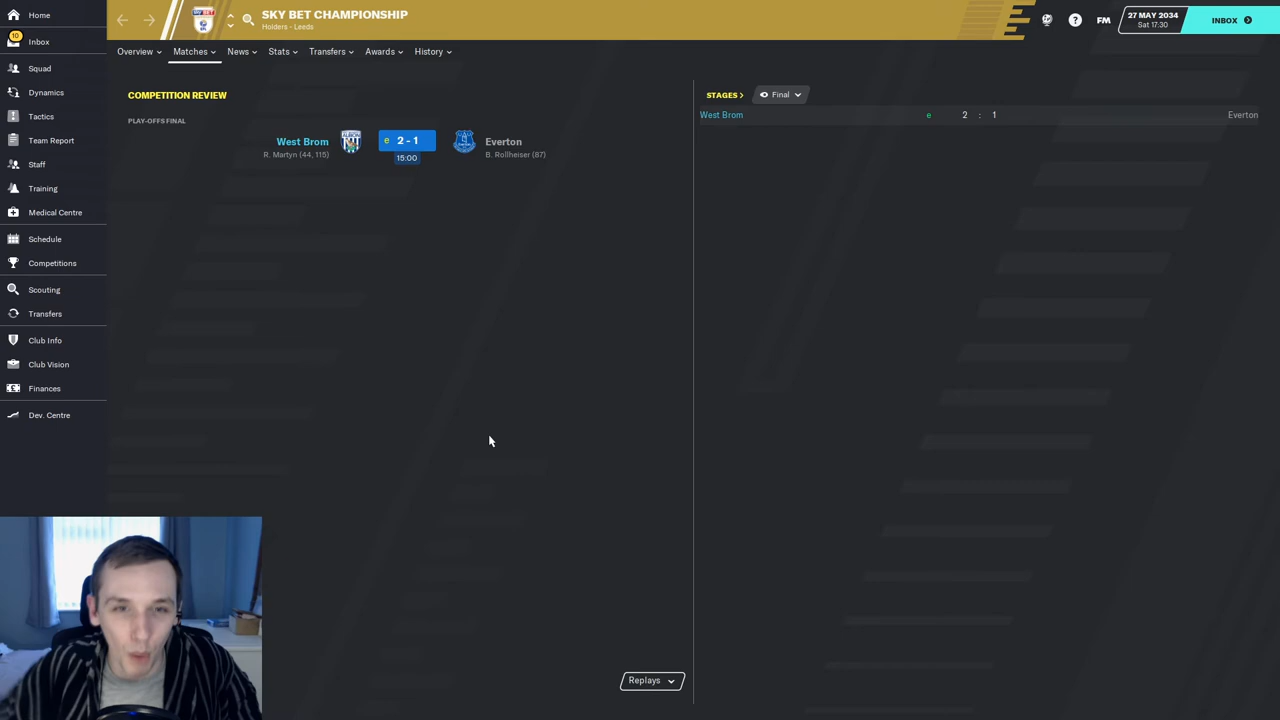 SKY BET CHAMPIONSHIP
Holders - Leeds
FM
27 MAY 2034
Sat 17:30
INBOX
Home
10
Inbox
Squad
Dynamics
Tactics
Team Report
Staff
Training
Medical Centre
Schedule
Competitions
Scouting
Transfers
Club Info
Club Vision
Finances
Dev. Centre
Overview Matches News Stats Transfers Awards History
COMPETITION REVIEW
PLAY-OFFS FINAL
West Brom e 2 - 1 Everton
R. Martyn (44, 115) 15:00 B. Rollheiser (87)
STAGES > Final
West Brom e 2 : 1 Everton
Replays